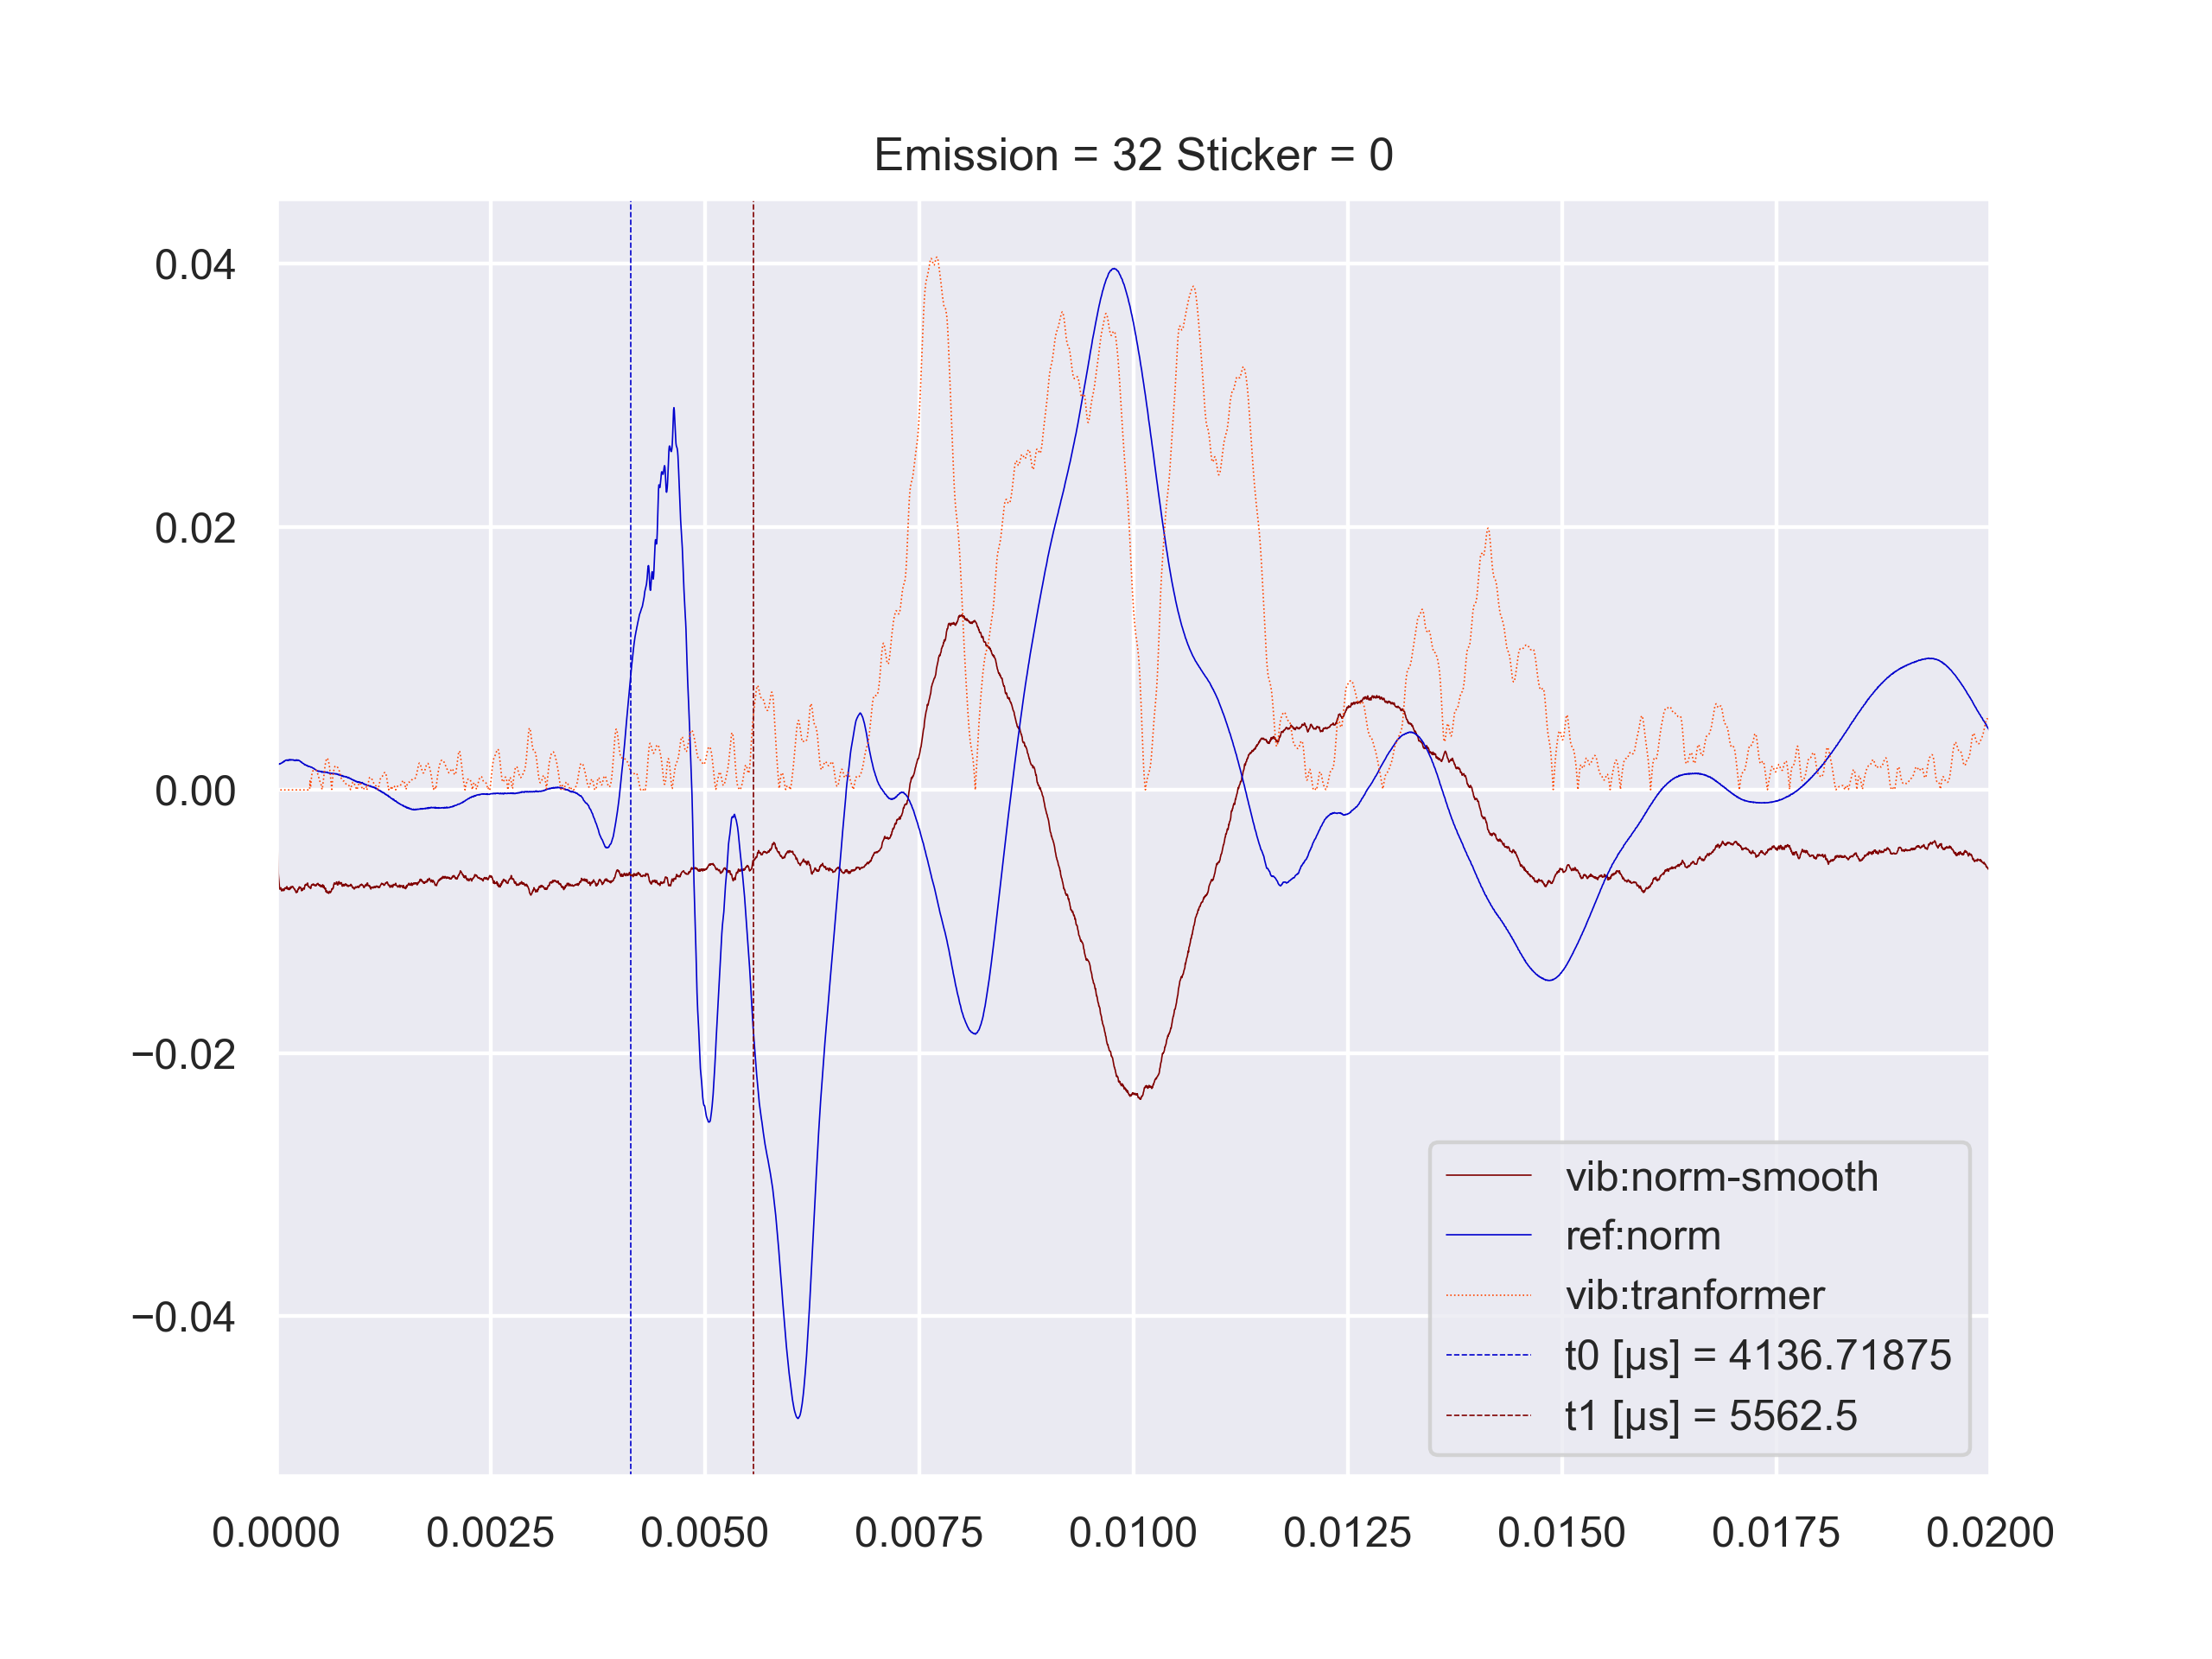 Emission = 32 Sticker = 0
0.04
0.02
0.00
−0.02
−0.04
vib:norm-smooth
ref:norm
vib:tranformer
t0 [µs] = 4136.71875
t1 [µs] = 5562.5
0.0000 0.0025 0.0050 0.0075 0.0100 0.0125 0.0150 0.0175 0.0200